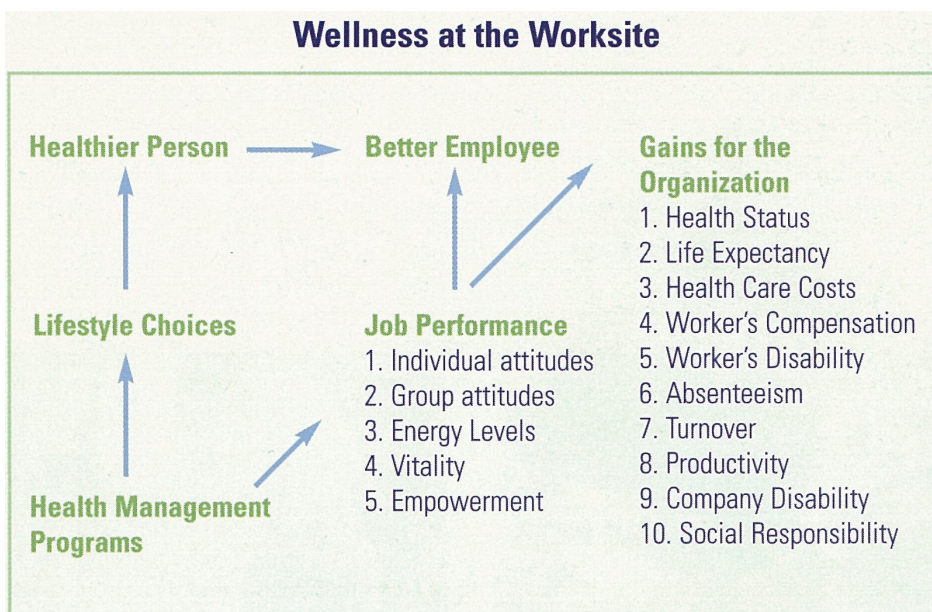 Wellness at the Worksite
Healthier Person
Better Employee
Gains for the
Organization
1. Health Status
2. Life Expectancy
3. Health Care Costs
4. Worker's Compensation
5. Worker's Disability
6. Absenteeism
7. Turnover
8. Productivity
9. Company Disability
10. Social Responsibility
Lifestyle Choices
Job Performance
1. Individual attitudes
2. Group attitudes
3. Energy Levels
4. Vitality
5. Empowerment
Health Management
Programs